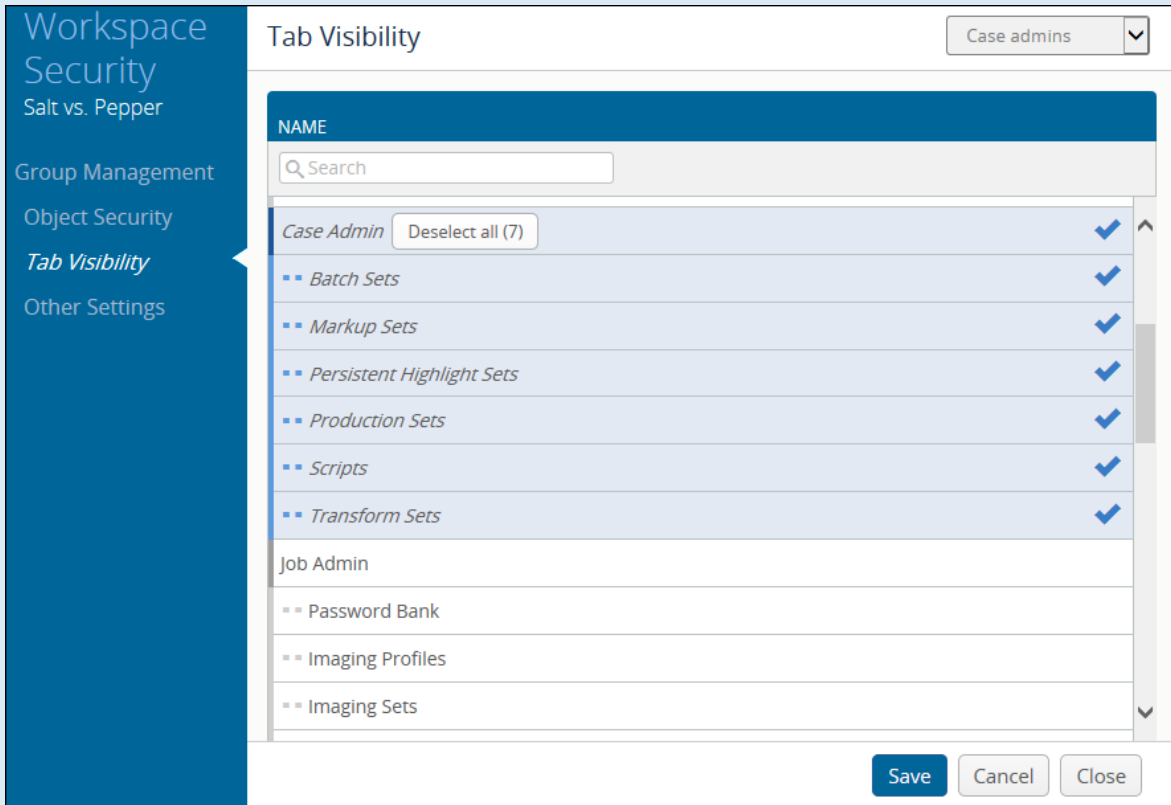 Workspace
Security
Salt vs. Pepper
Group Management
Object Security
Tab Visibility
Other Settings
Tab Visibility
Case admins
NAME
Search
Case Admin Deselect all (7)
Batch Sets
Markup Sets
Persistent Highlight Sets
Production Sets
Scripts
Transform Sets
Job Admin
Password Bank
Imaging Profiles
Imaging Sets
Save Cancel Close